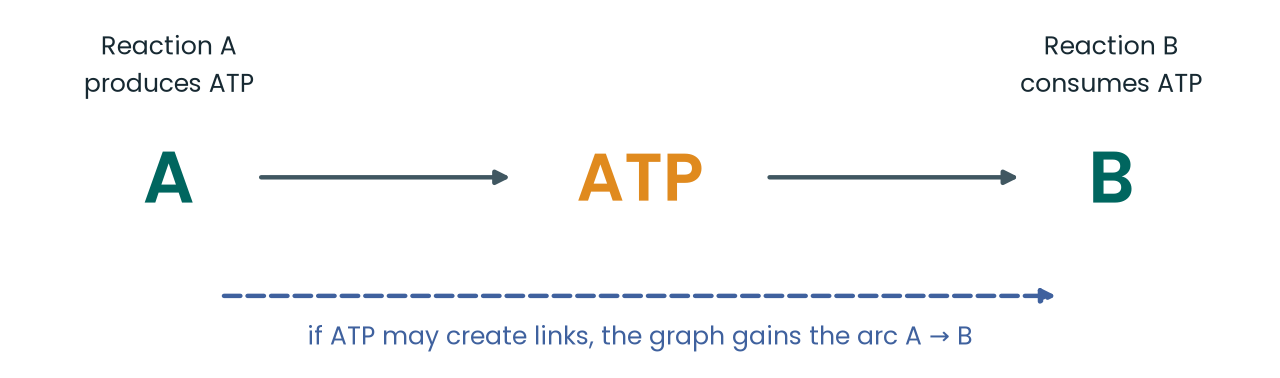 Reaction A
produces ATP
Reaction B
consumes ATP
A
ATP
B
if ATP may create links, the graph gains the arc A → B